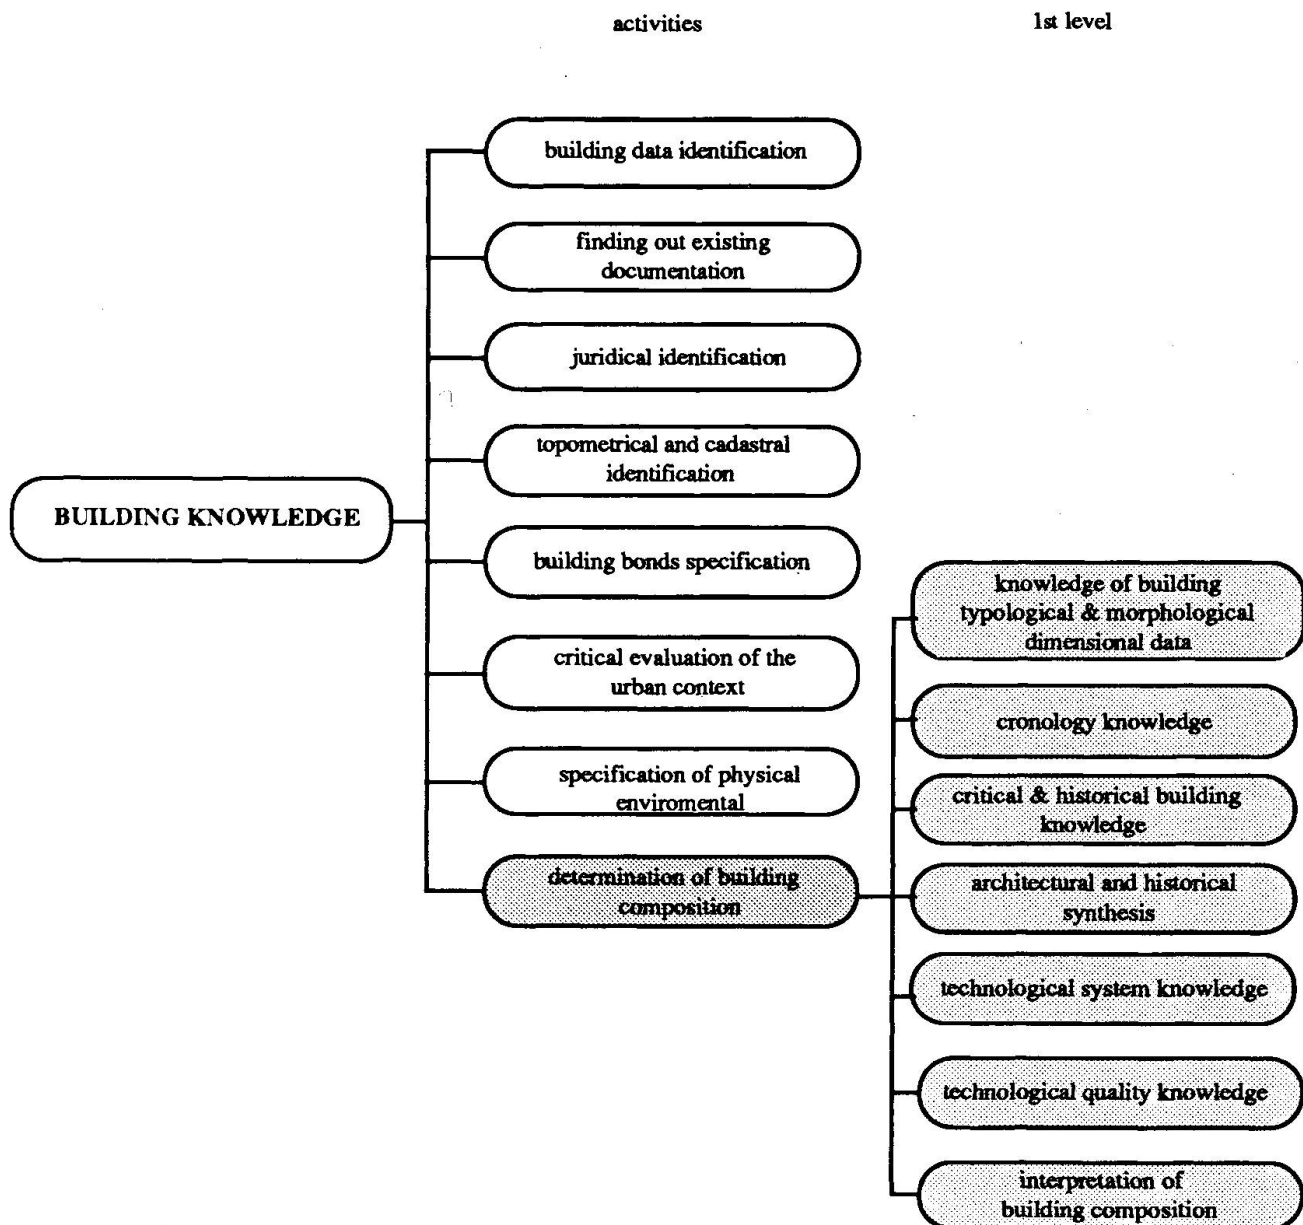 activities
1st level
building data identification
finding out existing
documentation
juridical identification
topometrical and cadastral
identification
BUILDING KNOWLEDGE
building bonds specification
critical evaluation of the
urban context
specification of physical
enviromental
determination of building
composition
knowledge of building
typological & morphological
dimensional data
cronology knowledge
critical & historical building
knowledge
architectural and historical
synthesis
technological system knowledge
technological quality knowledge
interpretation of
building composition